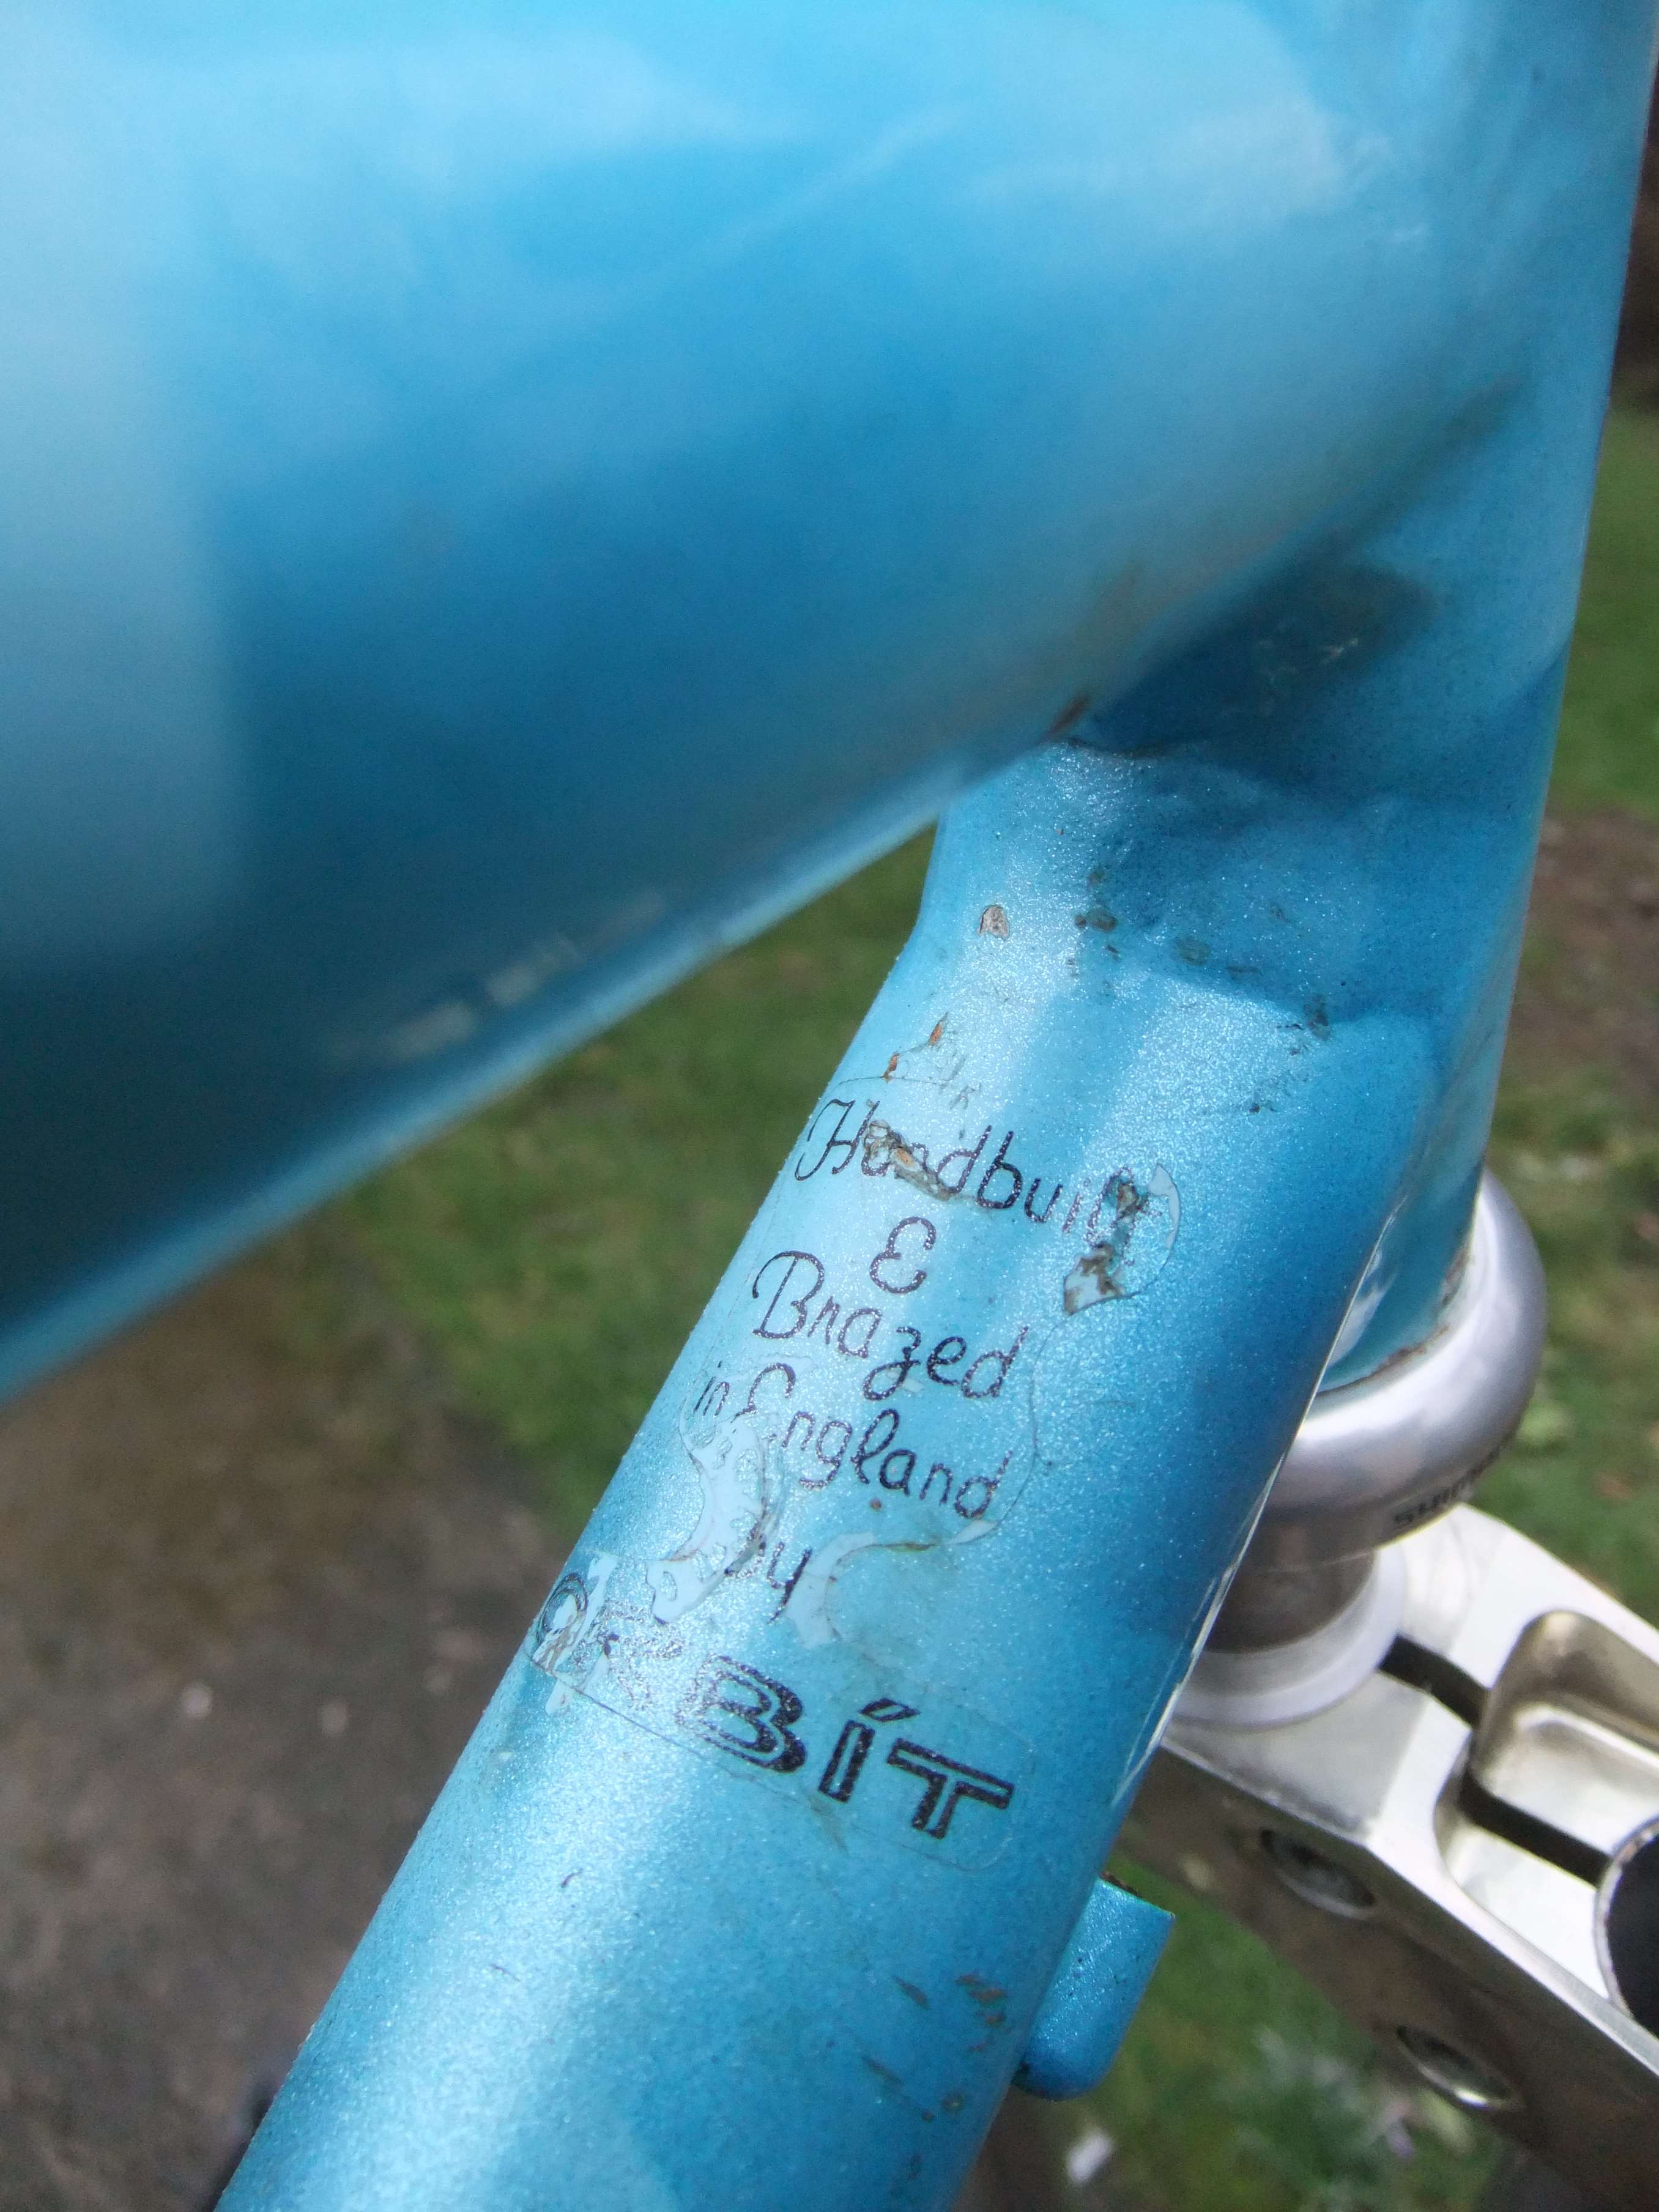 Handbuilt
&
Brazed
in England
by
ORBIT